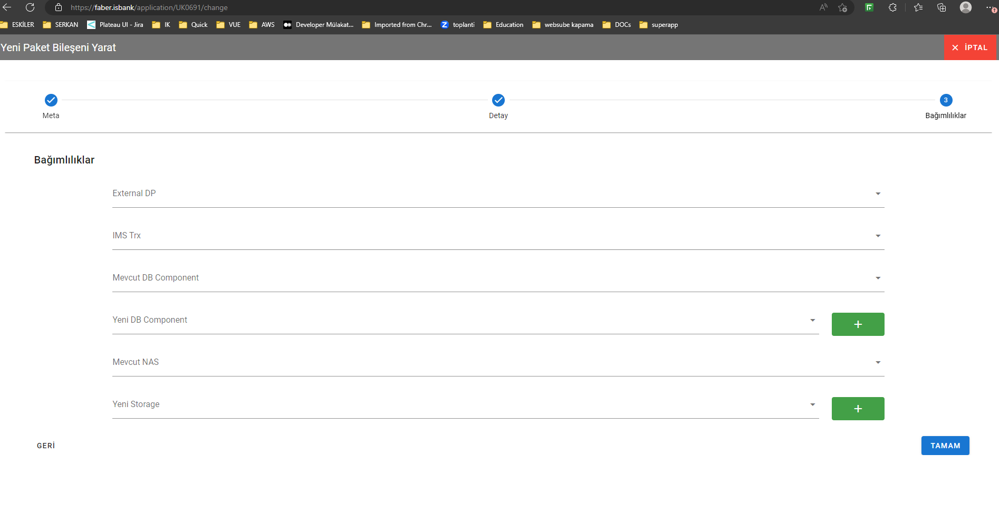 https://faber.isbank/application/UK0691/change
ESKİLER SERKAN Plateau UI - Jira IK Quick VUE AWS Developer Mülakat... Imported from Chr... toplanti Education websube kapama DOCs superapp
Yeni Paket Bileşeni Yarat
İPTAL
3
Meta Detay Bağımlılıklar
Bağımlılıklar
External DP
IMS Trx
Mevcut DB Component
Yeni DB Component
+
Mevcut NAS
Yeni Storage
+
GERİ TAMAM